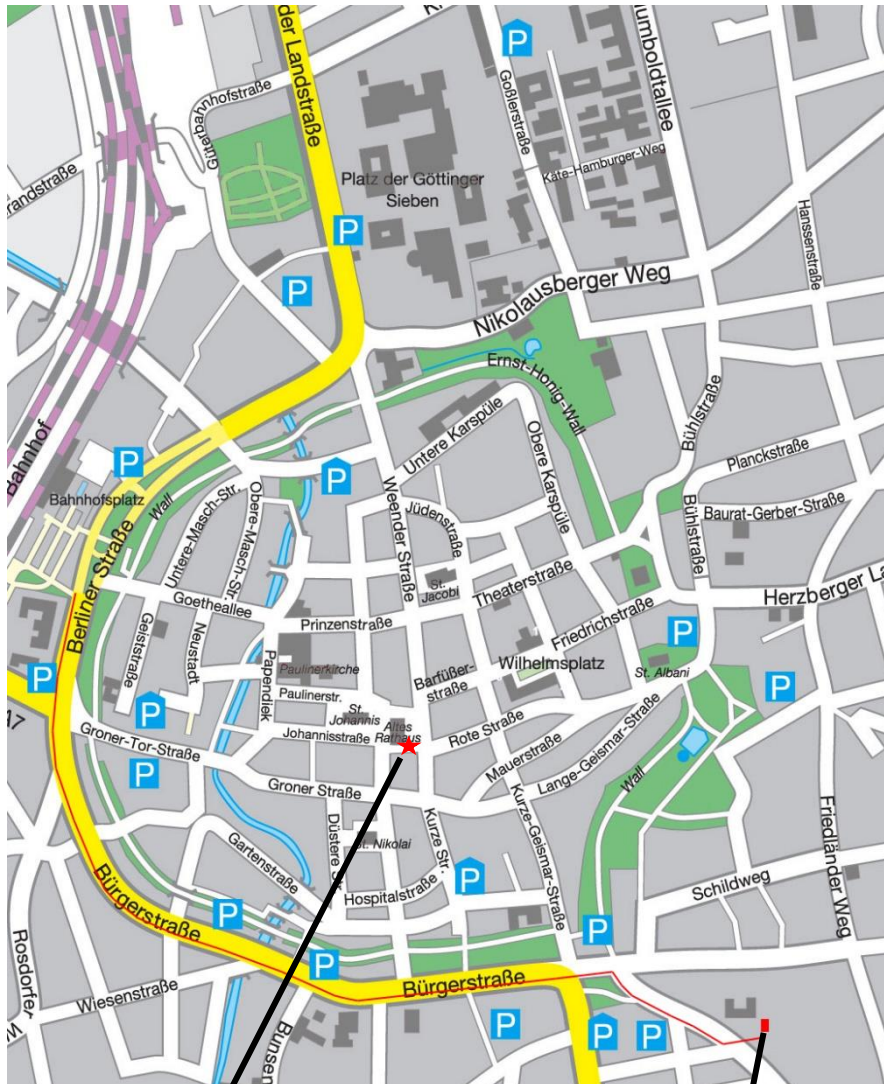 der Landstraße
Güterbahnhofstraße
P
Goßlerstraße
umboldtallee
Käte-Hamburger-Weg
Platz der Göttinger
Sieben
randstraße
P
P
Hanssenstraße
Nikolausberger Weg
Ernst-Honig-Wall
Bühlstraße
Untere Karspüle
Obere Karspüle
Planckstraße
Bahnhof
P
Bahnhofsplatz
Wall
P
Weender Straße
Jüdenstraße
Bühlstraße
Baurat-Gerber-Straße
Untere-Masch-Str.
Obere-Masch-Str.
Berliner Straße
Goetheallee
St.
Jacobi
Theaterstraße
Prinzenstraße
Friedrichstraße
Herzberger La
P
Geiststraße
Neustadt
Papendiek
Paulinerkirche
Barfüßer-
straße
Wilhelmsplatz
St. Albani
P
P
P
A7
Paulinerstr.
St.
Johannis
Altes
Rathaus
Johannisstraße
Groner-Tor-Straße
Rote Straße
Mauerstraße
Lange-Geismar-Straße
P
Groner Straße
Wall
Düstere Str.
St. Nikolai
Kurze Str.
Kurze-Geismar-Straße
Friedländer Weg
Gartenstraße
Hospitalstraße
P
Schildweg
Bürgerstraße
P
P
P
Rosdorfer
Wiesenstraße
Bürgerstraße
Bunsen
P
P
P